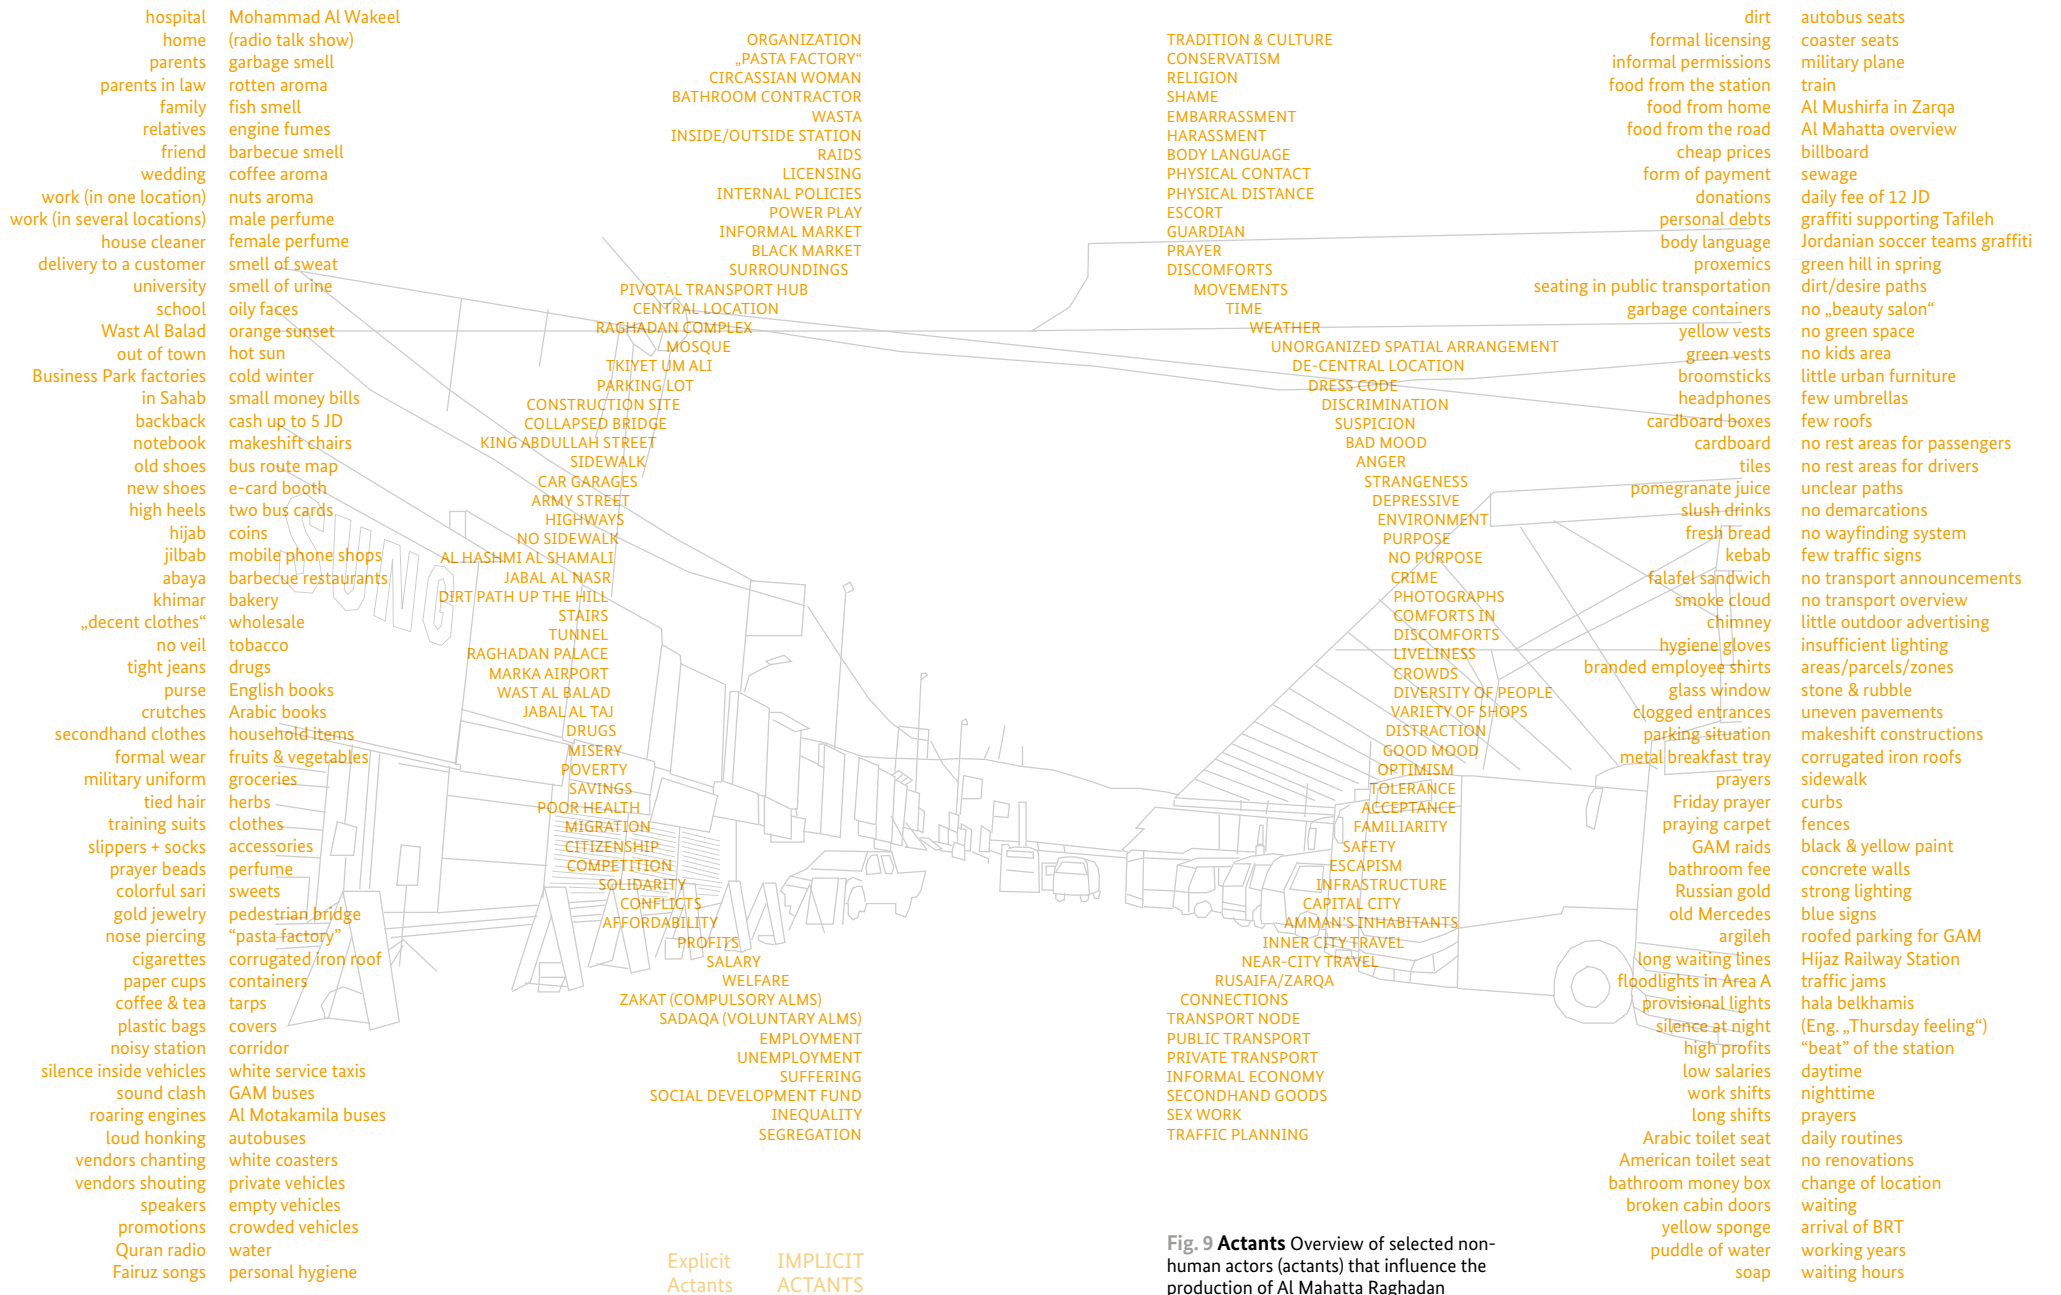 hospital
home
parents
parents in law
family
relatives
friend
wedding
work (in one location)
work (in several locations)
house cleaner
delivery to a customer
university
school
Wast Al Balad
out of town
Business Park factories
in Sahab
backback
notebook
old shoes
new shoes
high heels
hijab
jilbab
abaya
khimar
„decent clothes“
no veil
tight jeans
purse
crutches
secondhand clothes
formal wear
military uniform
tied hair
training suits
slippers + socks
prayer beads
colorful sari
gold jewelry
nose piercing
cigarettes
paper cups
coffee & tea
plastic bags
noisy station
silence inside vehicles
sound clash
roaring engines
loud honking
vendors chanting
vendors shouting
speakers
promotions
Quran radio
Fairuz songs
Mohammad Al Wakeel
(radio talk show)
garbage smell
rotten aroma
fish smell
engine fumes
barbecue smell
coffee aroma
nuts aroma
male perfume
female perfume
smell of sweat
smell of urine
oily faces
orange sunset
hot sun
cold winter
small money bills
cash up to 5 JD
makeshift chairs
bus route map
e-card booth
two bus cards
coins
mobile phone shops
barbecue restaurants
bakery
wholesale
tobacco
drugs
English books
Arabic books
household items
fruits & vegetables
groceries
herbs
clothes
accessories
perfume
sweets
pedestrian bridge
“pasta factory”
corrugated iron roof
containers
tarps
covers
corridor
white service taxis
GAM buses
Al Motakamila buses
autobuses
white coasters
private vehicles
empty vehicles
crowded vehicles
water
personal hygiene
ORGANIZATION
„PASTA FACTORY“
CIRCASSIAN WOMAN
BATHROOM CONTRACTOR
WASTA
INSIDE/OUTSIDE STATION
RAIDS
LICENSING
INTERNAL POLICIES
POWER PLAY
INFORMAL MARKET
BLACK MARKET
SURROUNDINGS
PIVOTAL TRANSPORT HUB
CENTRAL LOCATION
RAGHADAN COMPLEX
MOSQUE
TKIYET UM ALI
PARKING LOT
CONSTRUCTION SITE
COLLAPSED BRIDGE
KING ABDULLAH STREET
SIDEWALK
CAR GARAGES
ARMY STREET
HIGHWAYS
NO SIDEWALK
AL HASHMI AL SHAMALI
JABAL AL NASR
DIRT PATH UP THE HILL
STAIRS
TUNNEL
RAGHADAN PALACE
MARKA AIRPORT
WAST AL BALAD
JABAL AL TAJ
DRUGS
MISERY
POVERTY
SAVINGS
POOR HEALTH
MIGRATION
CITIZENSHIP
COMPETITION
SOLIDARITY
CONFLICTS
AFFORDABILITY
PROFITS
SALARY
WELFARE
ZAKAT (COMPULSORY ALMS)
SADAQA (VOLUNTARY ALMS)
EMPLOYMENT
UNEMPLOYMENT
SUFFERING
SOCIAL DEVELOPMENT FUND
INEQUALITY
SEGREGATION
SUNG
Explicit
Actants
IMPLICIT
ACTANTS
TRADITION & CULTURE
CONSERVATISM
RELIGION
SHAME
EMBARRASSMENT
HARASSMENT
BODY LANGUAGE
PHYSICAL CONTACT
PHYSICAL DISTANCE
ESCORT
GUARDIAN
PRAYER
DISCOMFORTS
MOVEMENTS
TIME
WEATHER
UNORGANIZED SPATIAL ARRANGEMENT
DE-CENTRAL LOCATION
DRESS CODE
DISCRIMINATION
SUSPICION
BAD MOOD
ANGER
STRANGENESS
DEPRESSIVE
ENVIRONMENT
PURPOSE
NO PURPOSE
CRIME
PHOTOGRAPHS
COMFORTS IN
DISCOMFORTS
LIVELINESS
CROWDS
DIVERSITY OF PEOPLE
VARIETY OF SHOPS
DISTRACTION
GOOD MOOD
OPTIMISM
TOLERANCE
ACCEPTANCE
FAMILIARITY
SAFETY
ESCAPISM
INFRASTRUCTURE
CAPITAL CITY
AMMAN'S INHABITANTS
INNER CITY TRAVEL
NEAR-CITY TRAVEL
RUSAIFA/ZARQA
CONNECTIONS
TRANSPORT NODE
PUBLIC TRANSPORT
PRIVATE TRANSPORT
INFORMAL ECONOMY
SECONDHAND GOODS
SEX WORK
TRAFFIC PLANNING
Fig. 9 Actants Overview of selected non-
human actors (actants) that influence the
production of Al Mahatta Raghadan
dirt
formal licensing
informal permissions
food from the station
food from home
food from the road
cheap prices
form of payment
donations
personal debts
body language
proxemics
seating in public transportation
garbage containers
yellow vests
green vests
broomsticks
headphones
cardboard boxes
cardboard
tiles
pomegranate juice
slush drinks
fresh bread
kebab
falafel sandwich
smoke cloud
chimney
hygiene gloves
branded employee shirts
glass window
clogged entrances
parking situation
metal breakfast tray
prayers
Friday prayer
praying carpet
GAM raids
bathroom fee
Russian gold
old Mercedes
argileh
long waiting lines
floodlights in Area A
provisional lights
silence at night
high profits
low salaries
work shifts
long shifts
Arabic toilet seat
American toilet seat
bathroom money box
broken cabin doors
yellow sponge
puddle of water
soap
autobus seats
coaster seats
military plane
train
Al Mushirfa in Zarqa
Al Mahatta overview
billboard
sewage
daily fee of 12 JD
graffiti supporting Tafileh
Jordanian soccer teams graffiti
green hill in spring
dirt/desire paths
no „beauty salon“
no green space
no kids area
little urban furniture
few umbrellas
few roofs
no rest areas for passengers
no rest areas for drivers
unclear paths
no demarcations
no wayfinding system
few traffic signs
no transport announcements
no transport overview
little outdoor advertising
insufficient lighting
areas/parcels/zones
stone & rubble
uneven pavements
makeshift constructions
corrugated iron roofs
sidewalk
curbs
fences
black & yellow paint
concrete walls
strong lighting
blue signs
roofed parking for GAM
Hijaz Railway Station
traffic jams
hala belkhamis
(Eng. „Thursday feeling“)
“beat” of the station
daytime
nighttime
prayers
daily routines
no renovations
change of location
waiting
arrival of BRT
working years
waiting hours